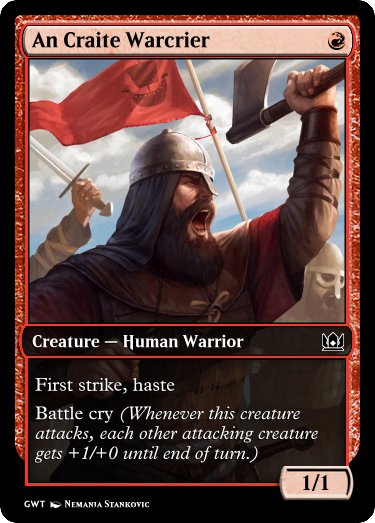 An Craite Warcrier
Creature — Human Warrior
First strike, haste
Battle cry (Whenever this creature
attacks, each other attacking creature
gets +1/+0 until end of turn.)
1/1
GWT Nemania Stankovic